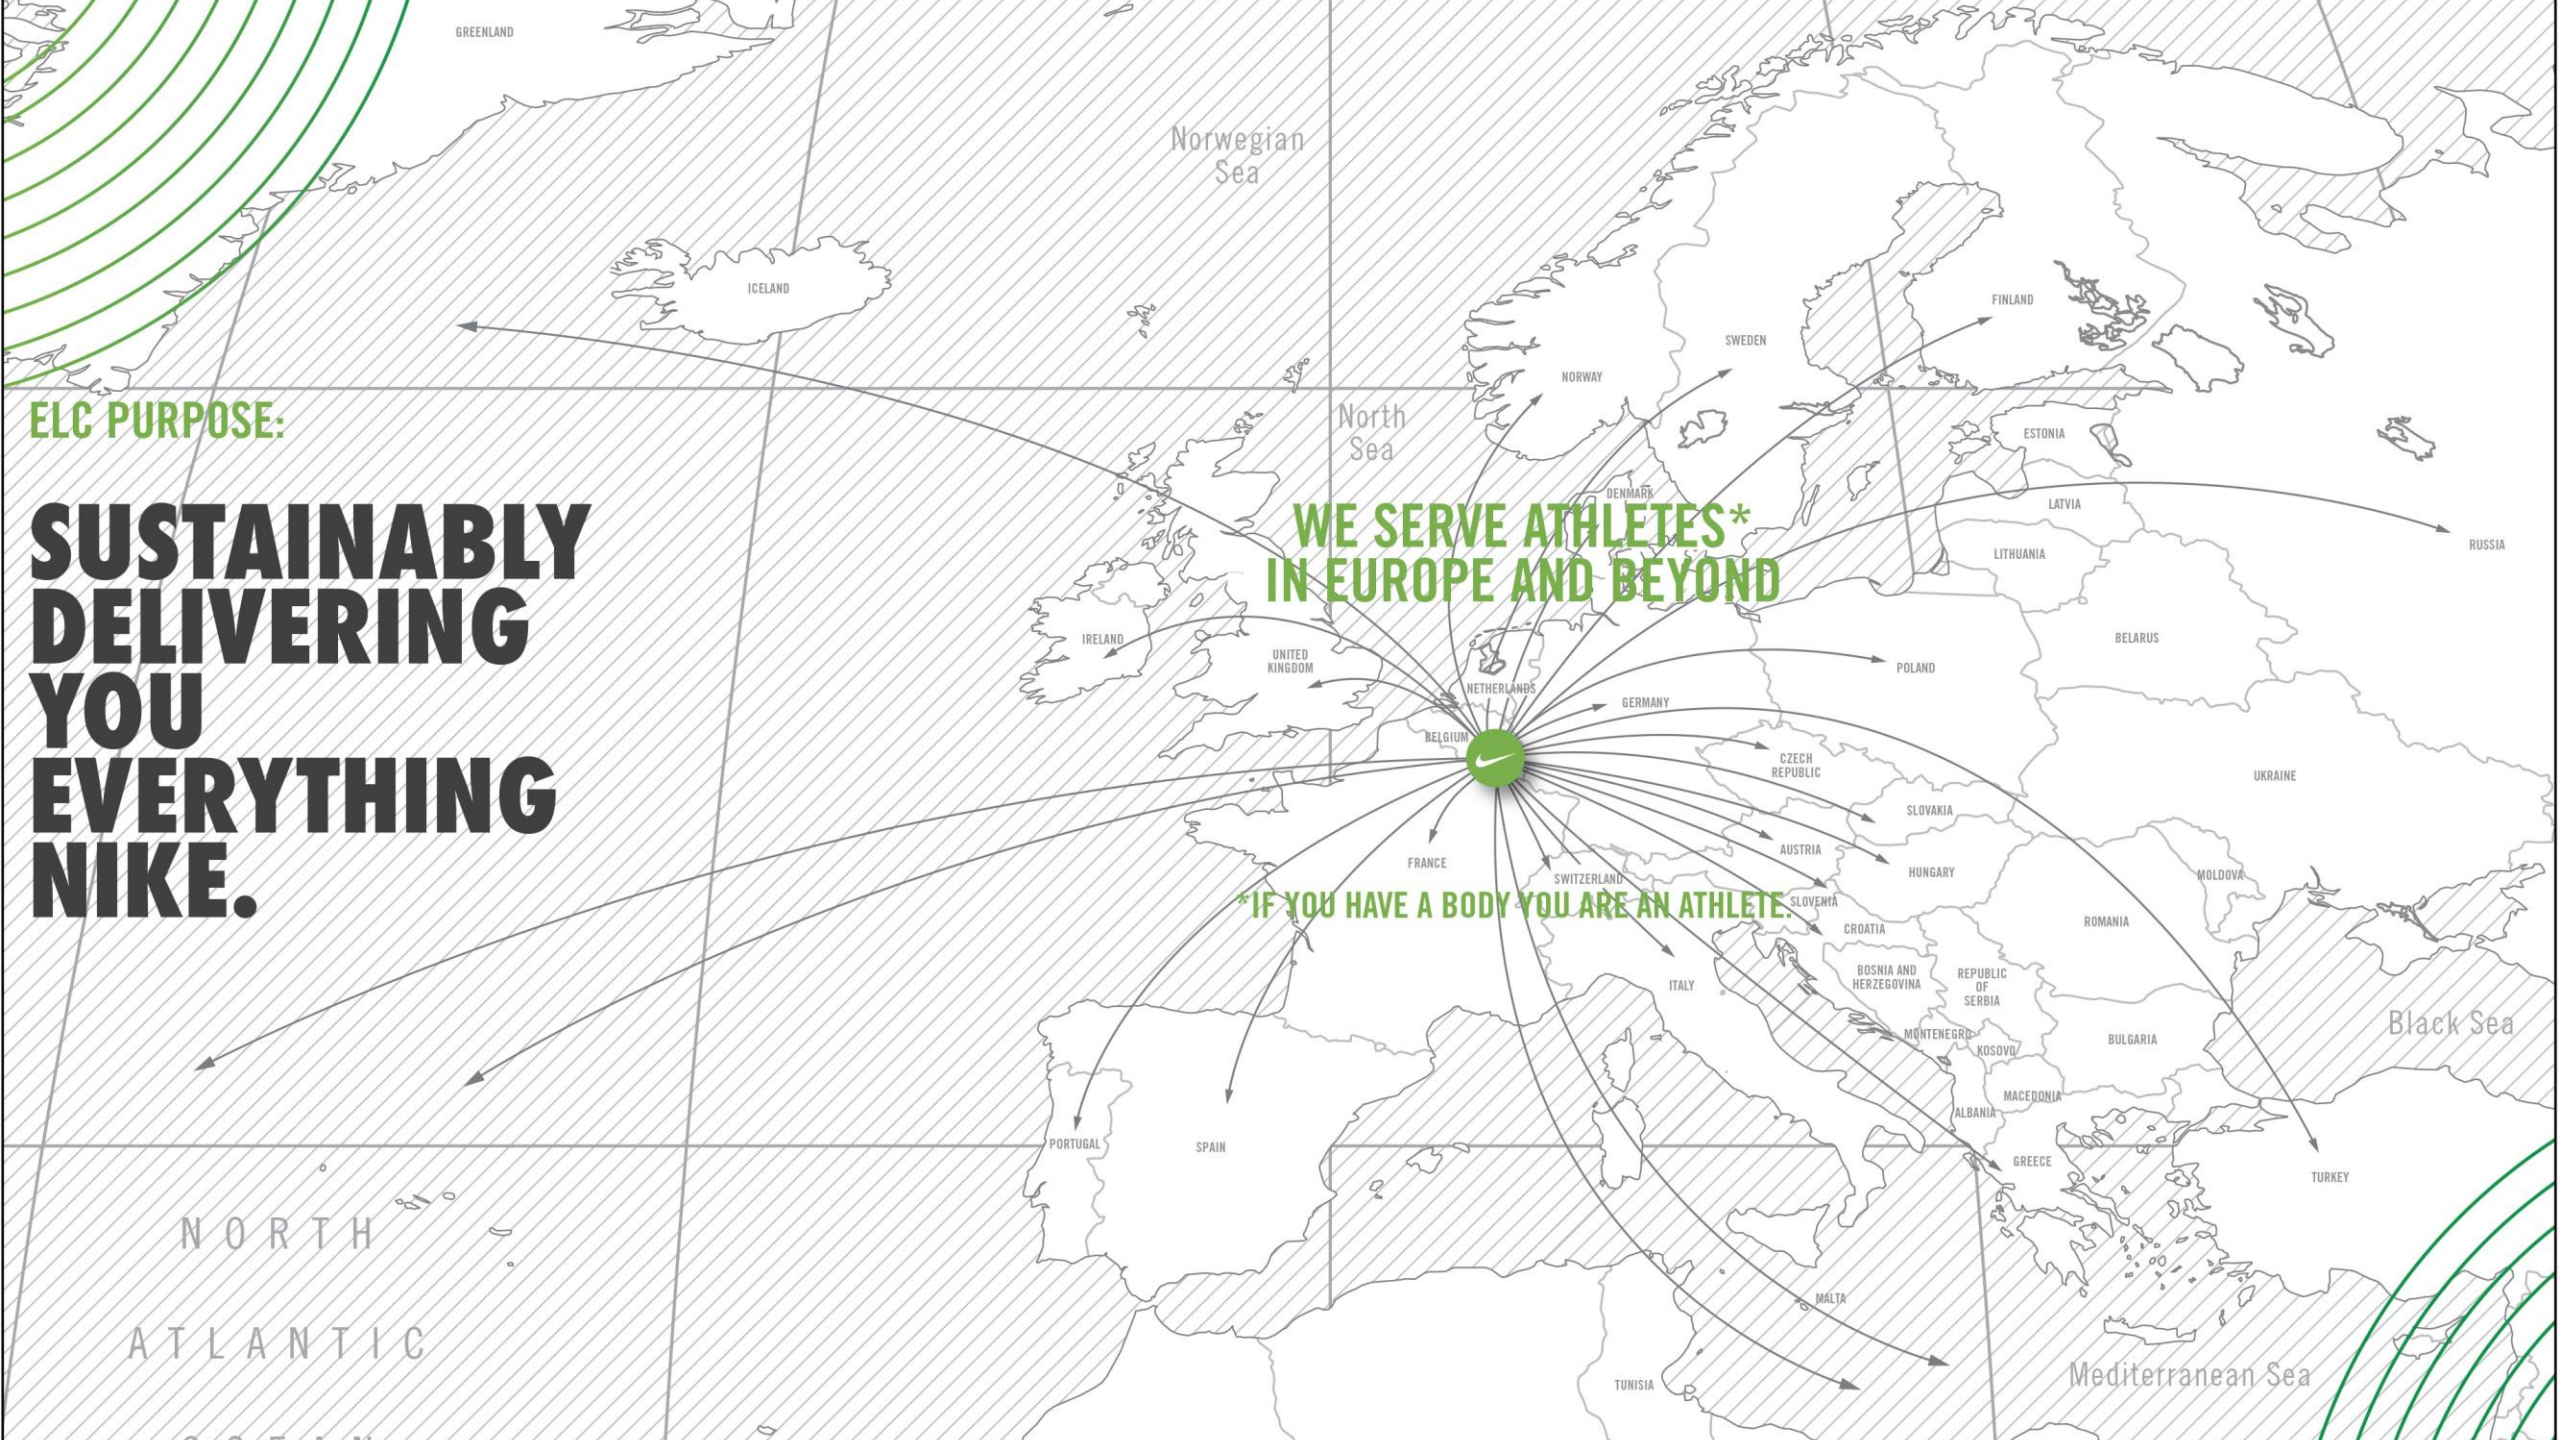 GREENLAND
Norwegian
Sea
ICELAND
FINLAND
SWEDEN
NORWAY
ELC PURPOSE:
North
Sea
ESTONIA
SUSTAINABLY
DELIVERING
YOU
EVERYTHING
NIKE.
DENMARK
WE SERVE ATHLETES*
IN EUROPE AND BEYOND
LATVIA
RUSSIA
LITHUANIA
IRELAND
UNITED
KINGDOM
BELARUS
POLAND
NETHERLANDS
GERMANY
BELGIUM
CZECH
REPUBLIC
UKRAINE
SLOVAKIA
AUSTRIA
FRANCE
HUNGARY
SWITZERLAND
MOLDOVA
*IF YOU HAVE A BODY YOU ARE AN ATHLETE.
SLOVENIA
ROMANIA
CROATIA
BOSNIA AND
HERZEGOVINA
REPUBLIC
OF
SERBIA
ITALY
Black Sea
MONTENEGRO
KOSOVO
BULGARIA
MACEDONIA
ALBANIA
PORTUGAL
SPAIN
GREECE
TURKEY
NORTH
ATLANTIC
MALTA
Mediterranean Sea
TUNISIA